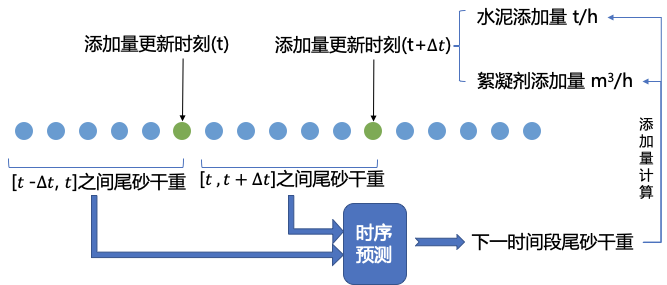 水泥添加量 t/h
添加量更新时刻(t)
添加量更新时刻(t+Δt)
絮凝剂添加量 m³/h
添加量计算
[t -Δt, t]之间尾砂干重
[t , t + Δt]之间尾砂干重
时序
预测
下一时间段尾砂干重